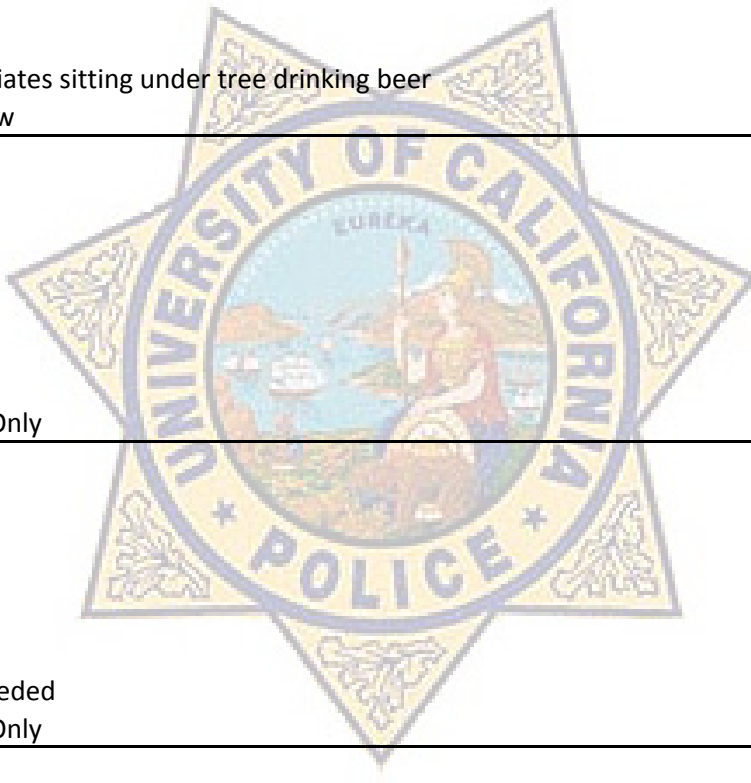 iates sitting under tree drinking beer
w
UNIVERSITY OF CALIFORNIA
EUREKA
Only
POLICE
eded
Only